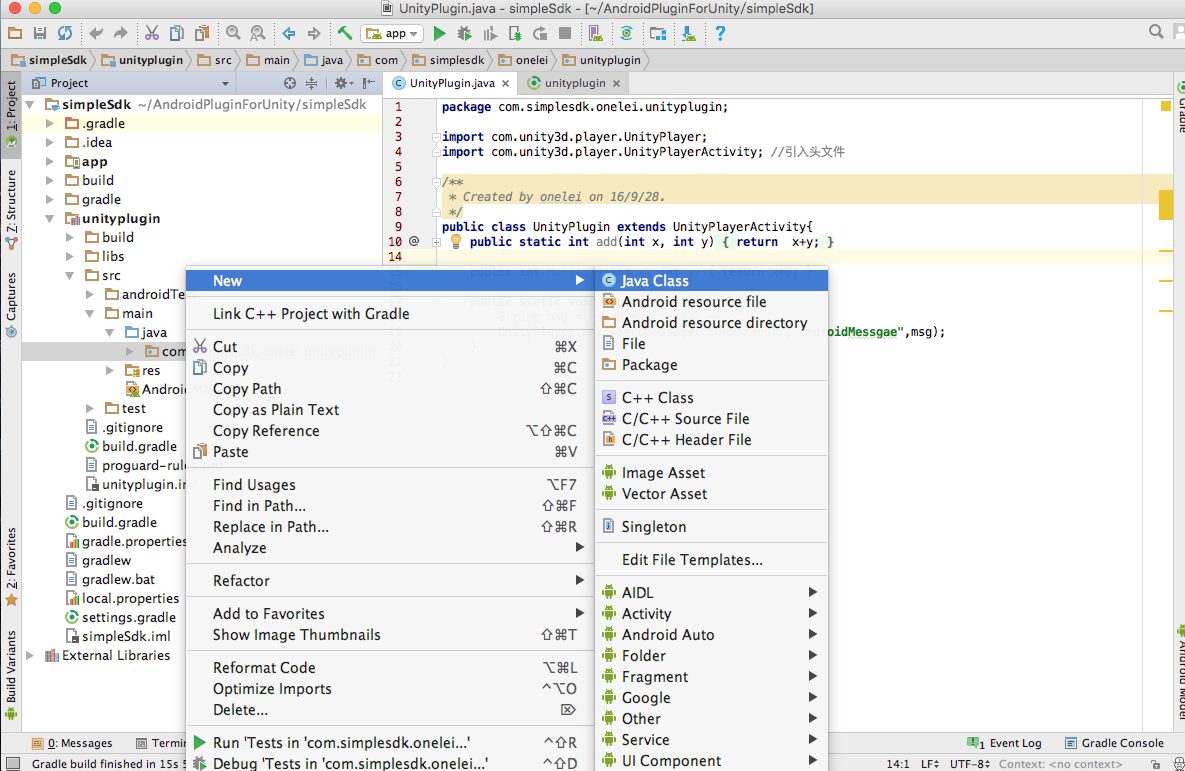 UnityPlugin.java - simpleSdk - [~/AndroidPluginForUnity/simpleSdk]
app
simpleSdk unityplugin src main java com simplesdk onelei unityplugin
Project
UnityPlugin.java
unityplugin
1: Project
Z: Structure
Captures
2: Favorites
Build Variants
simpleSdk ~/AndroidPluginForUnity/simpleSdk
.gradle
.idea
app
build
gradle
unityplugin
build
libs
src
androidTe
main
java
com
res
AndroidM
test
.gitignore
build.gradle
proguard-rul
unityplugin.i
.gitignore
build.gradle
gradle.properties
gradlew
gradlew.bat
local.properties
settings.gradle
simpleSdk.iml
External Libraries
1 package com.simplesdk.onelei.unityplugin;
2
3 import com.unity3d.player.UnityPlayer;
4 import com.unity3d.player.UnityPlayerActivity; //引入头文件
5
6 /**
7 * Created by onelei on 16/9/28.
8 */
9 public class UnityPlugin extends UnityPlayerActivity{
10 @ public static int add(int x, int y) { return x+y; }
14
oidMessgae",msg);
New
Link C++ Project with Gradle
Cut ⌘X
Copy ⌘C
Copy Path ⇧⌘C
Copy as Plain Text
Copy Reference ⌥⇧⌘C
Paste ⌘V
Find Usages ⌥F7
Find in Path... ⇧⌘F
Replace in Path... ⇧⌘R
Analyze
Refactor
Add to Favorites
Show Image Thumbnails ⇧⌘T
Reformat Code ⌥⌘L
Optimize Imports ^⌥O
Delete... ⌦
Run 'Tests in 'com.simplesdk.onelei...' ^⇧R
Debug 'Tests in 'com.simplesdk.onelei...' ^⇧D
Java Class
Android resource file
Android resource directory
File
Package
C++ Class
C/C++ Source File
C/C++ Header File
Image Asset
Vector Asset
Singleton
Edit File Templates...
AIDL
Activity
Android Auto
Folder
Fragment
Google
Other
Service
UI Component
Gradle
Android Model
0: Messages
Termi
1 Event Log
Gradle Console
Gradle build finished in 15s
14:1 LF UTF-8 Context: <no context>